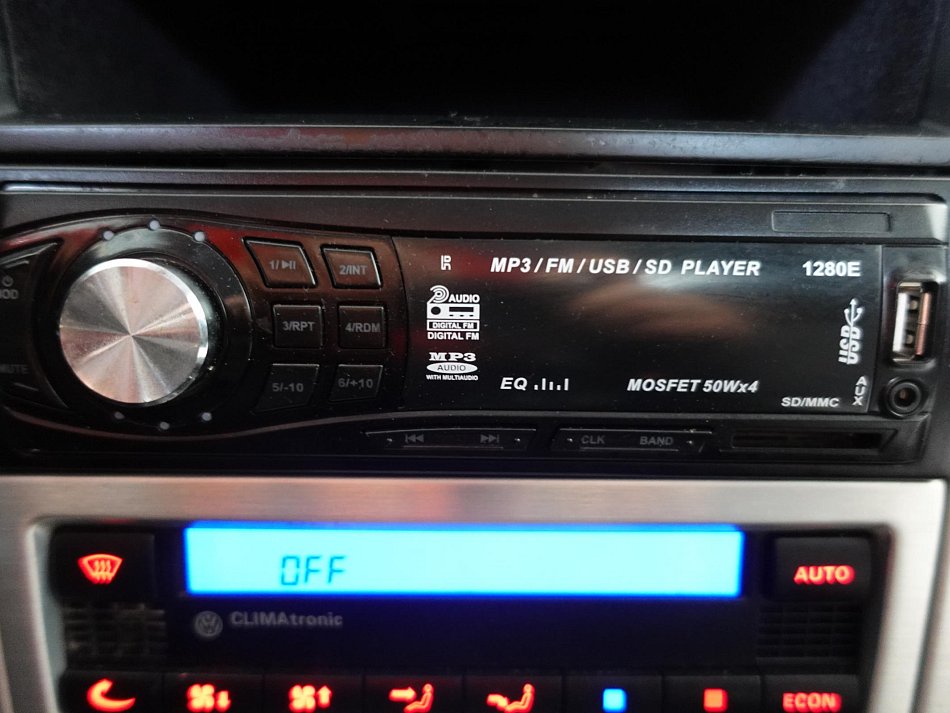 MP3 / FM / USB / SD PLAYER 1280E
1/
2/INT
3/RPT
4/RDM
5/-10
6/+10
MUTE
AUDIO
DIGITAL FM
DIGITAL FM
MP3
AUDIO
WITH MULTIAUDIO
EQ
MOSFET 50Wx4
SD/MMC
USB
AUX
CLK
BAND
OFF
AUTO
CLIMAtronic
ECON